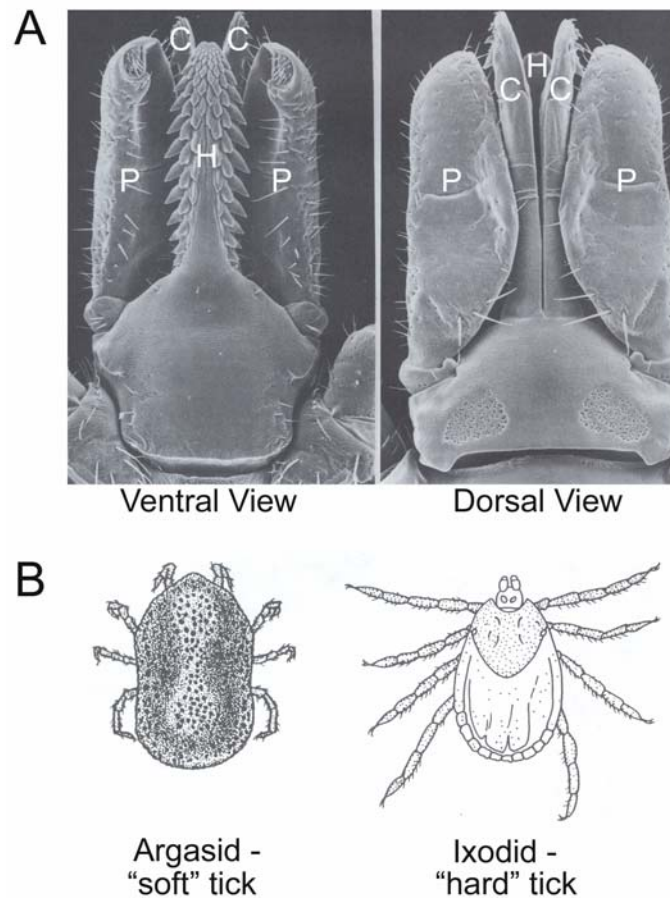 A
C C
H
P P
H
C C
P P
Ventral View Dorsal View
B
Argasid - Ixodid -
“soft” tick “hard” tick